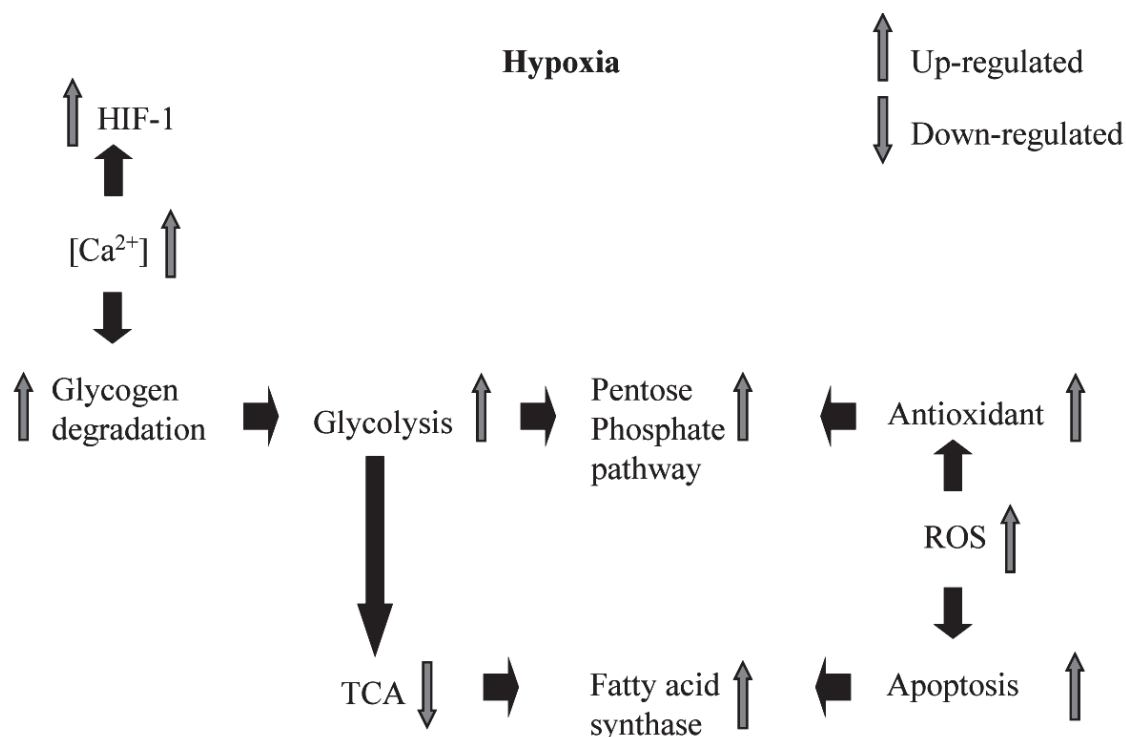 Hypoxia
Up-regulated
Down-regulated
HIF-1
[Ca²⁺]
Glycogen
degradation
Glycolysis
Pentose
Phosphate
pathway
Antioxidant
ROS
TCA
Fatty acid
synthase
Apoptosis